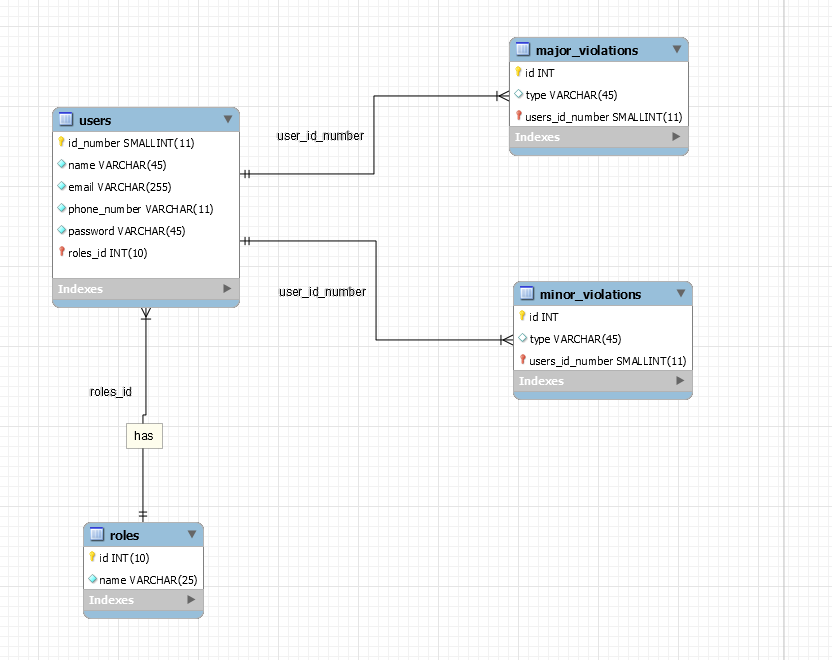 major_violations
id INT
type VARCHAR(45)
users_id_number SMALLINT(11)
Indexes
users
id_number SMALLINT(11)
name VARCHAR(45)
email VARCHAR(255)
phone_number VARCHAR(11)
password VARCHAR(45)
roles_id INT(10)
Indexes
user_id_number
user_id_number
minor_violations
id INT
type VARCHAR(45)
users_id_number SMALLINT(11)
Indexes
roles_id
has
roles
id INT(10)
name VARCHAR(25)
Indexes